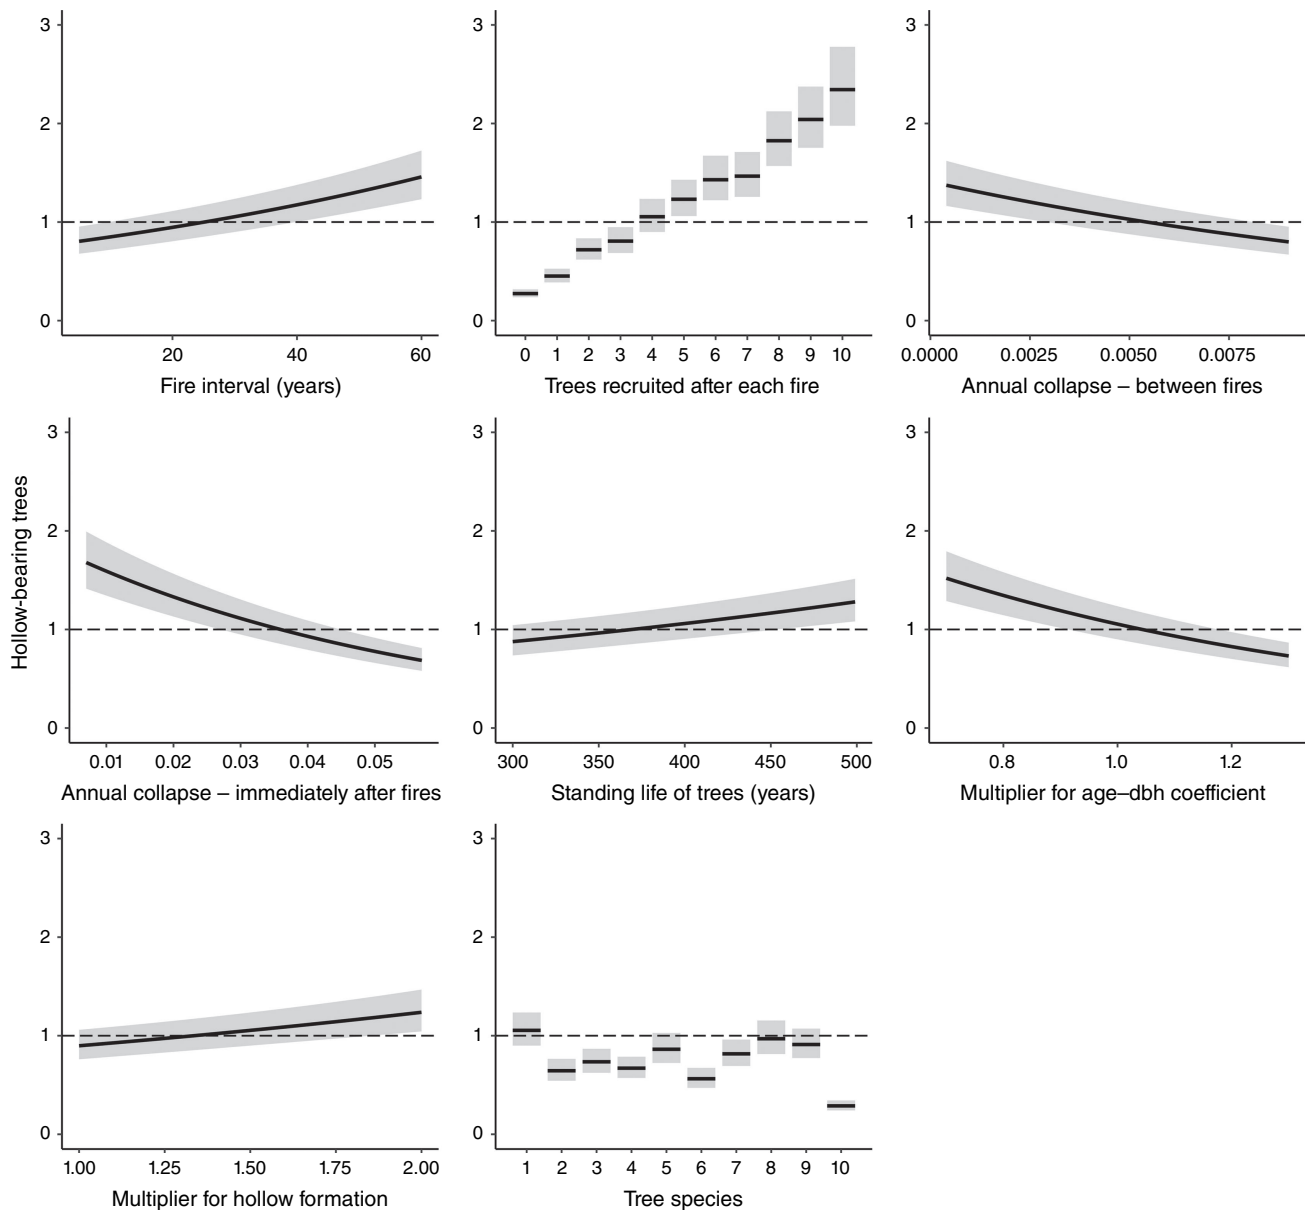 3
2
1
0
20 40 60
Fire interval (years)
3
2
1
0
0 1 2 3 4 5 6 7 8 9 10
Trees recruited after each fire
3
2
1
0
0.0000 0.0025 0.0050 0.0075
Annual collapse – between fires
Hollow-bearing trees
3
2
1
0
0.01 0.02 0.03 0.04 0.05
Annual collapse – immediately after fires
3
2
1
0
300 350 400 450 500
Standing life of trees (years)
3
2
1
0
0.8 1.0 1.2
Multiplier for age–dbh coefficient
3
2
1
0
1.00 1.25 1.50 1.75 2.00
Multiplier for hollow formation
3
2
1
0
1 2 3 4 5 6 7 8 9 10
Tree species